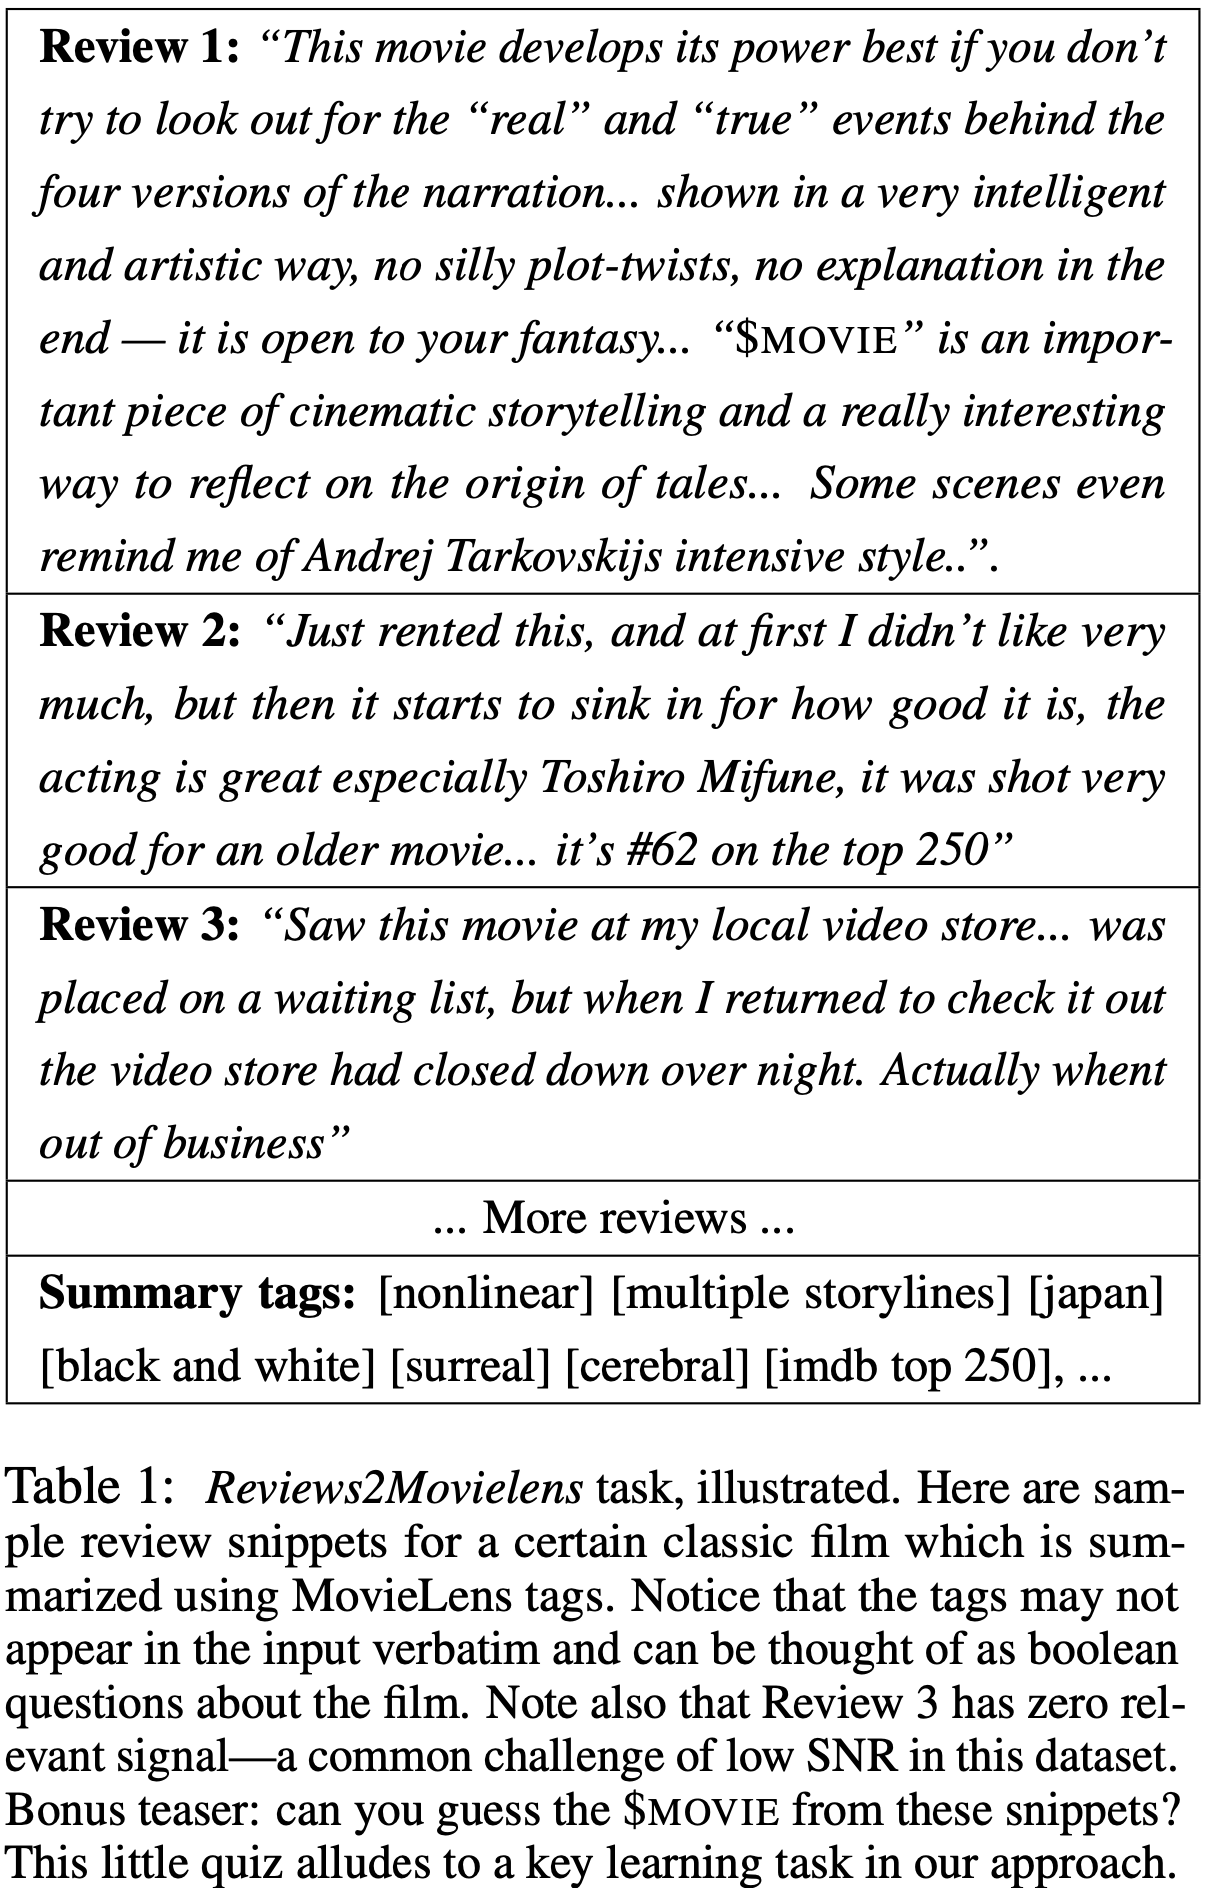 Review 1: “This movie develops its power best if you don’t
try to look out for the “real” and “true” events behind the
four versions of the narration... shown in a very intelligent
and artistic way, no silly plot-twists, no explanation in the
end — it is open to your fantasy... “$MOVIE” is an impor-
tant piece of cinematic storytelling and a really interesting
way to reflect on the origin of tales... Some scenes even
remind me of Andrej Tarkovskijs intensive style..”.
Review 2: “Just rented this, and at first I didn’t like very
much, but then it starts to sink in for how good it is, the
acting is great especially Toshiro Mifune, it was shot very
good for an older movie... it’s #62 on the top 250”
Review 3: “Saw this movie at my local video store... was
placed on a waiting list, but when I returned to check it out
the video store had closed down over night. Actually whent
out of business”
... More reviews ...
Summary tags: [nonlinear] [multiple storylines] [japan]
[black and white] [surreal] [cerebral] [imdb top 250], ...
Table 1: Reviews2Movielens task, illustrated. Here are sam-
ple review snippets for a certain classic film which is sum-
marized using MovieLens tags. Notice that the tags may not
appear in the input verbatim and can be thought of as boolean
questions about the film. Note also that Review 3 has zero rel-
evant signal—a common challenge of low SNR in this dataset.
Bonus teaser: can you guess the $MOVIE from these snippets?
This little quiz alludes to a key learning task in our approach.